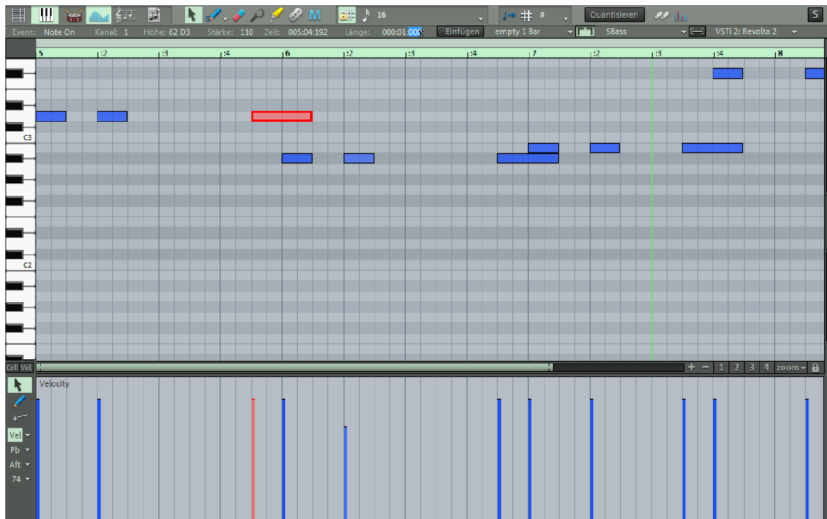 16 # Quantisieren S
Event: Note On Kanal: 1 Höhe: 62 D3 Stärke: 110 Zeit: 005:04:192 Länge: 000:01:000 Einfügen empty 1 Bar SBass VSTi 2: Revolta 2
5 :2 :3 :4 6 :2 :3 :4 7 :2 :3 :4 8
C3
C2
Cell Vel. + - 1 2 3 4 zoom
Velocity
Vel
Pb
Aft
74